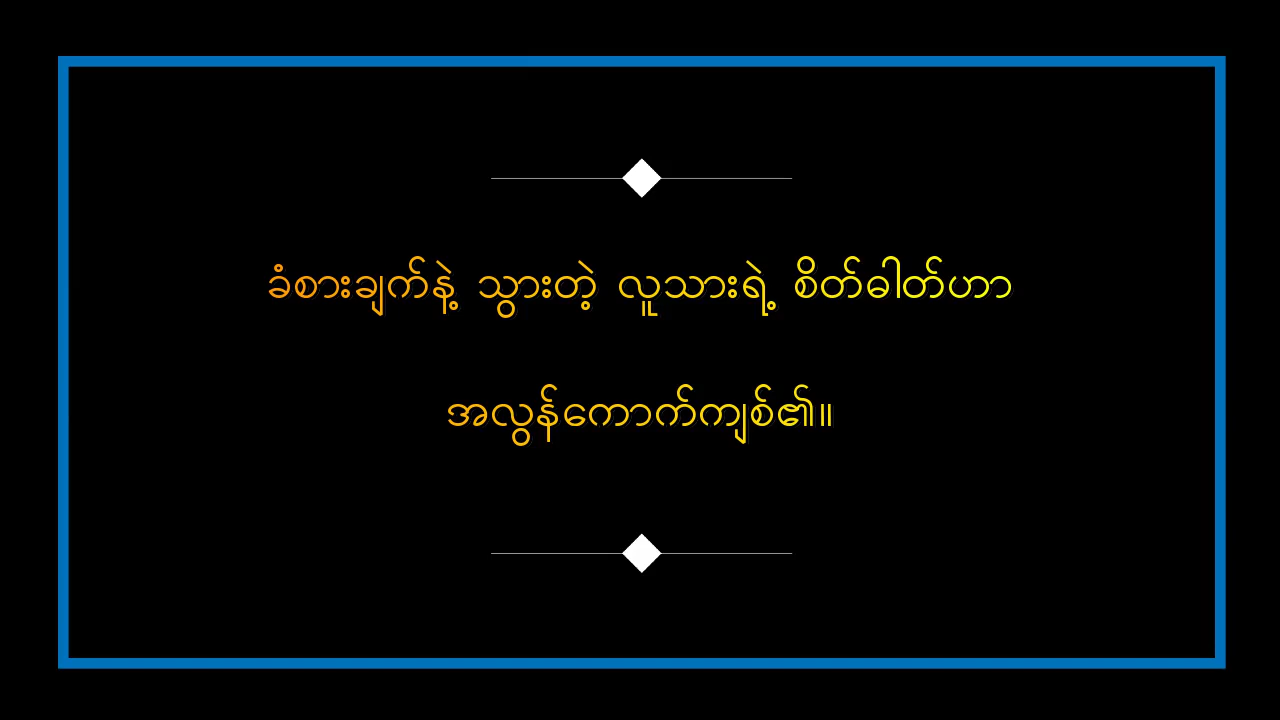 ခံစားချက်နဲ့ သွားတဲ့ လူသားရဲ့ စိတ်ဓါတ်ဟာ
အလွန်ကောက်ကျစ်၏။